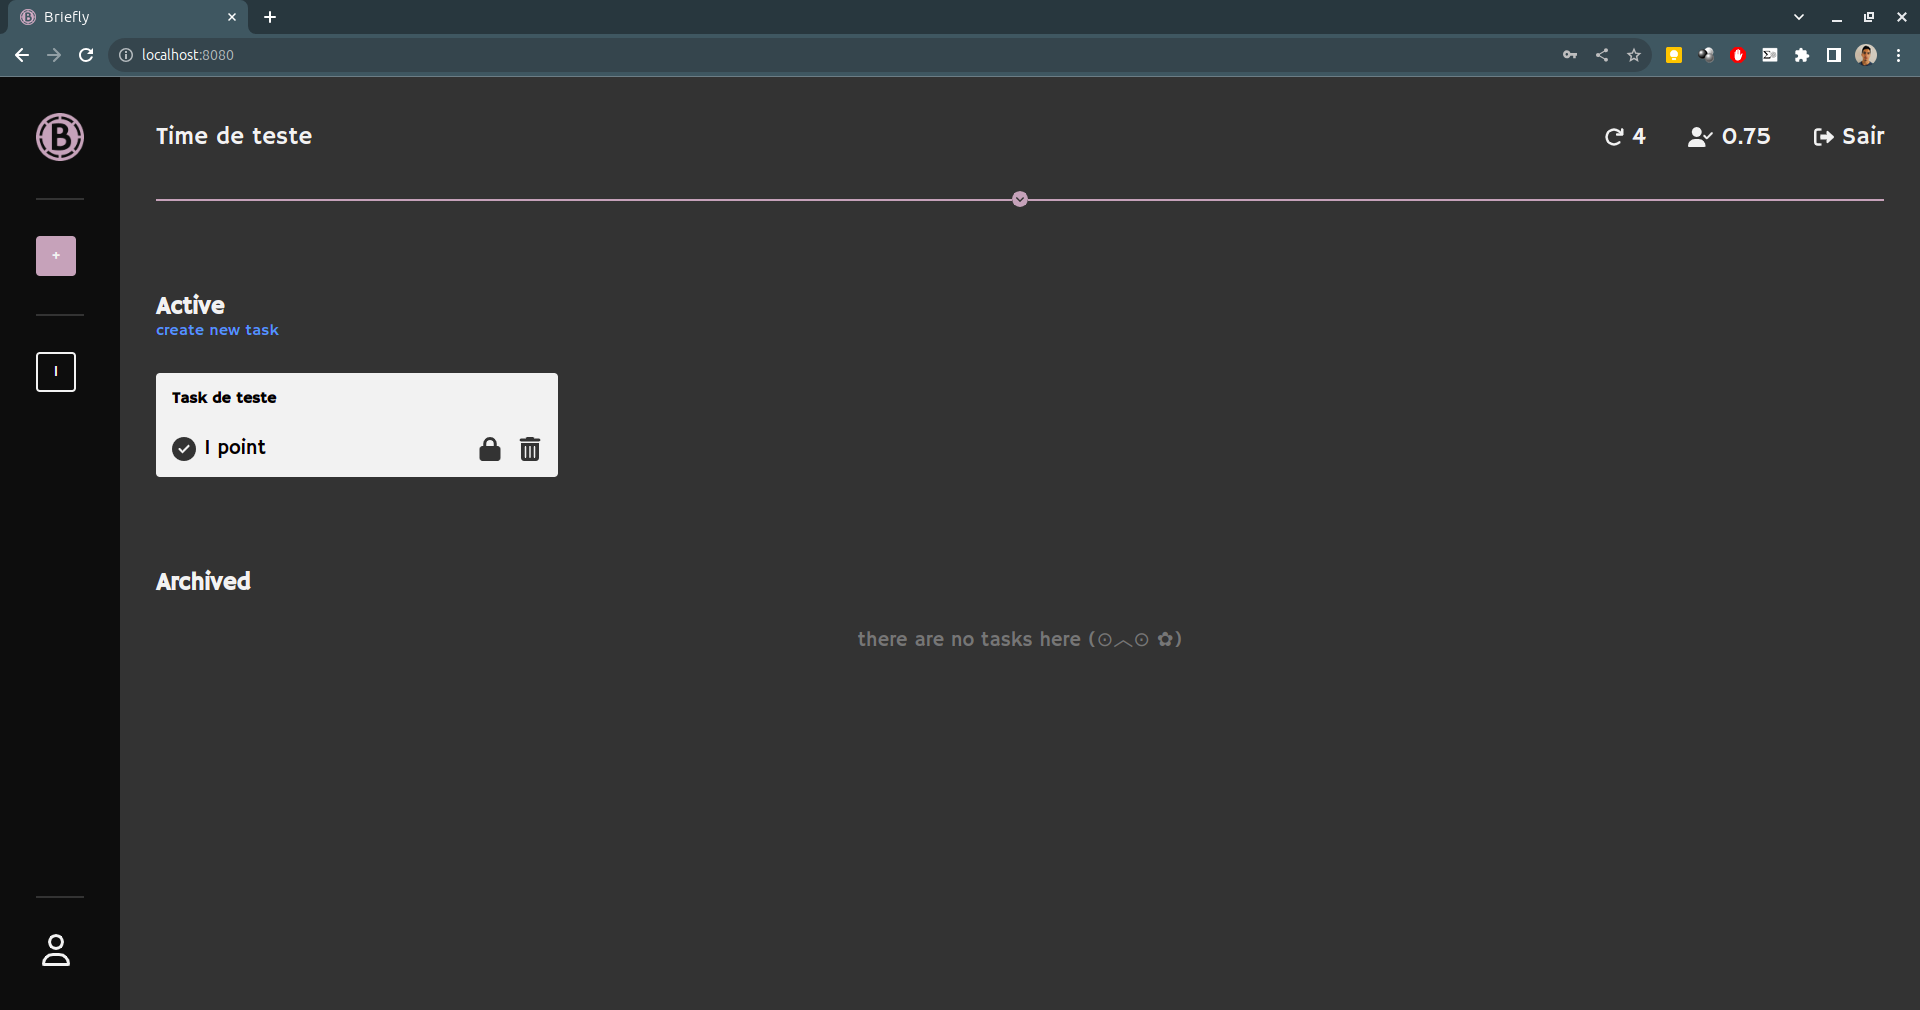 Briefly
localhost:8080
B
Time de teste
4
0.75
Sair
+
Active
create new task
1
Task de teste
1 point
Archived
there are no tasks here (⊙︿⊙ ✿)